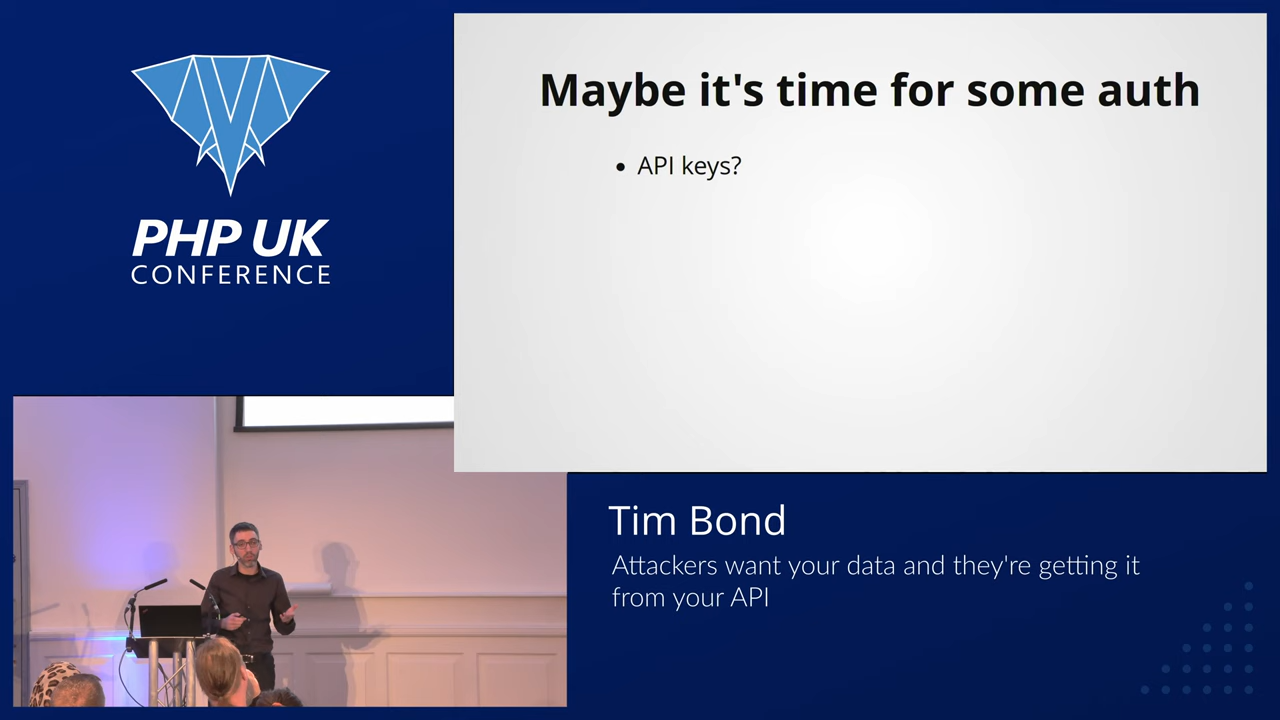 PHP UK
CONFERENCE
Maybe it's time for some auth
• API keys?
Tim Bond
Attackers want your data and they're getting it
from your API